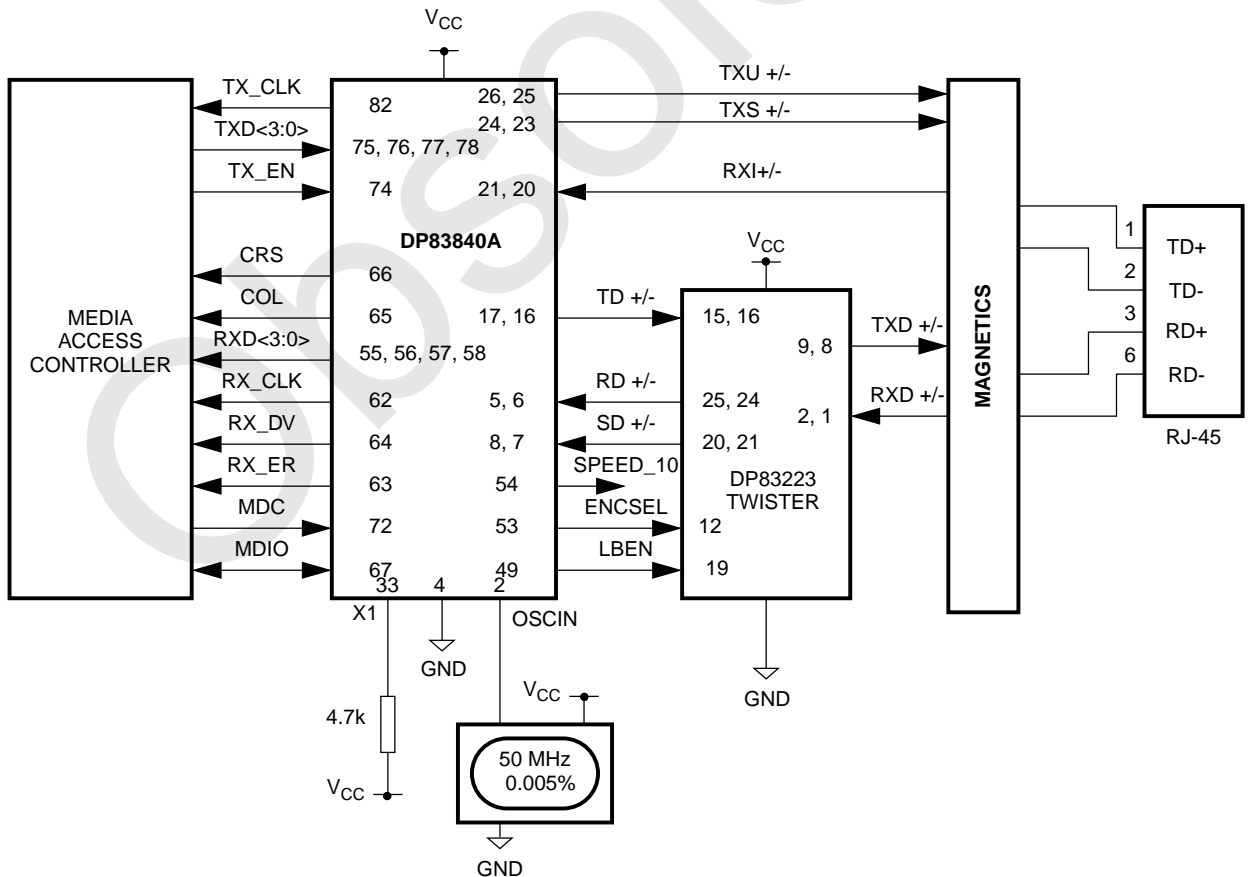 Obsolete
V_CC
TX_CLK
TXD<3:0>
TX_EN
CRS
COL
RXD<3:0>
RX_CLK
RX_DV
RX_ER
MDC
MDIO
MEDIA
ACCESS
CONTROLLER
82
75, 76, 77, 78
74
DP83840A
66
65
55, 56, 57, 58
62
64
63
72
67
33
4
2
26, 25
24, 23
21, 20
17, 16
5, 6
8, 7
54
53
49
TXU +/-
TXS +/-
RXI+/-
TD +/-
RD +/-
SD +/-
SPEED_10
ENCSEL
LBEN
V_CC
15, 16
9, 8
25, 24
2, 1
20, 21
DP83223
TWISTER
12
19
GND
TXD +/-
RXD +/-
MAGNETICS
1
2
3
6
TD+
TD-
RD+
RD-
RJ-45
X1
GND
OSCIN
4.7k
V_CC
V_CC
50 MHz
0.005%
GND